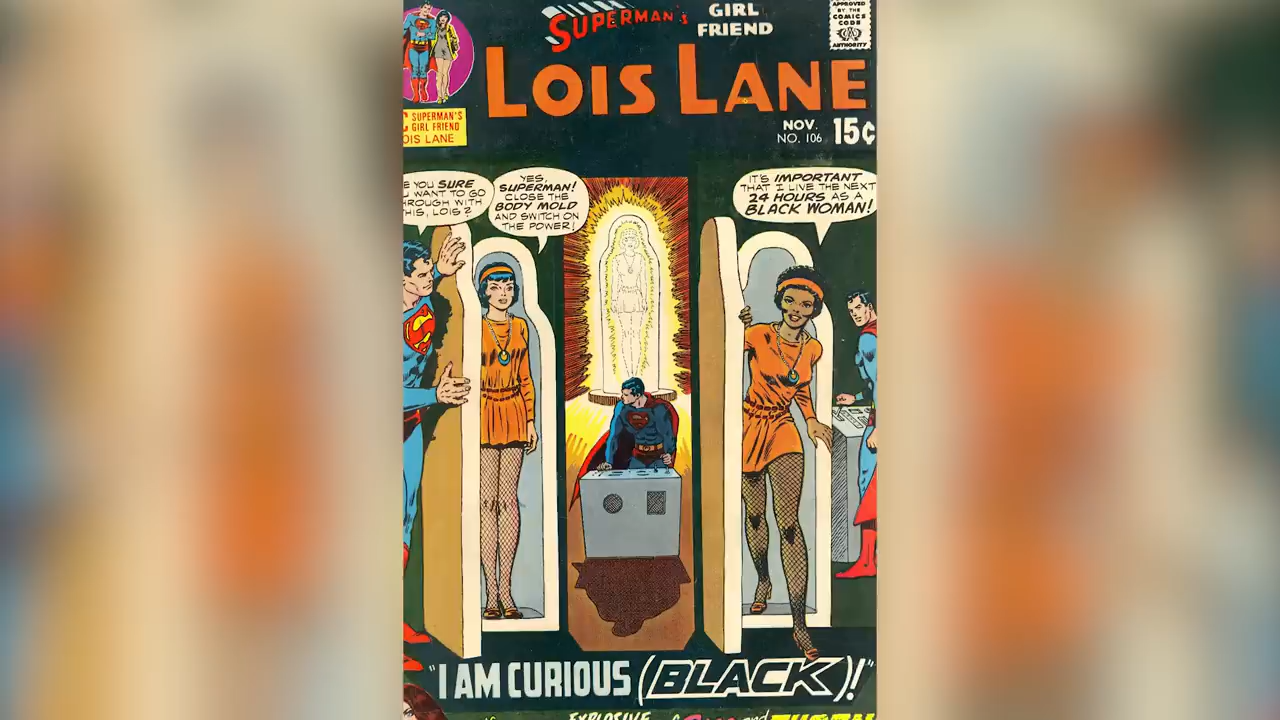 SUPERMAN'S GIRL FRIEND
LOIS LANE
APPROVED
BY THE
COMICS
CODE
AUTHORITY
SUPERMAN'S
GIRL FRIEND
OIS LANE
NOV.
NO. 106
15¢
YOU SURE
WANT TO GO
THROUGH WITH
LOIS?
YES,
SUPERMAN!
CLOSE THE
BODY MOLD
AND SWITCH ON
THE POWER!
IT'S IMPORTANT
THAT I LIVE THE NEXT
24 HOURS AS A
BLACK WOMAN!
"I AM CURIOUS (BLACK)!"
EXPLOSIVE
and